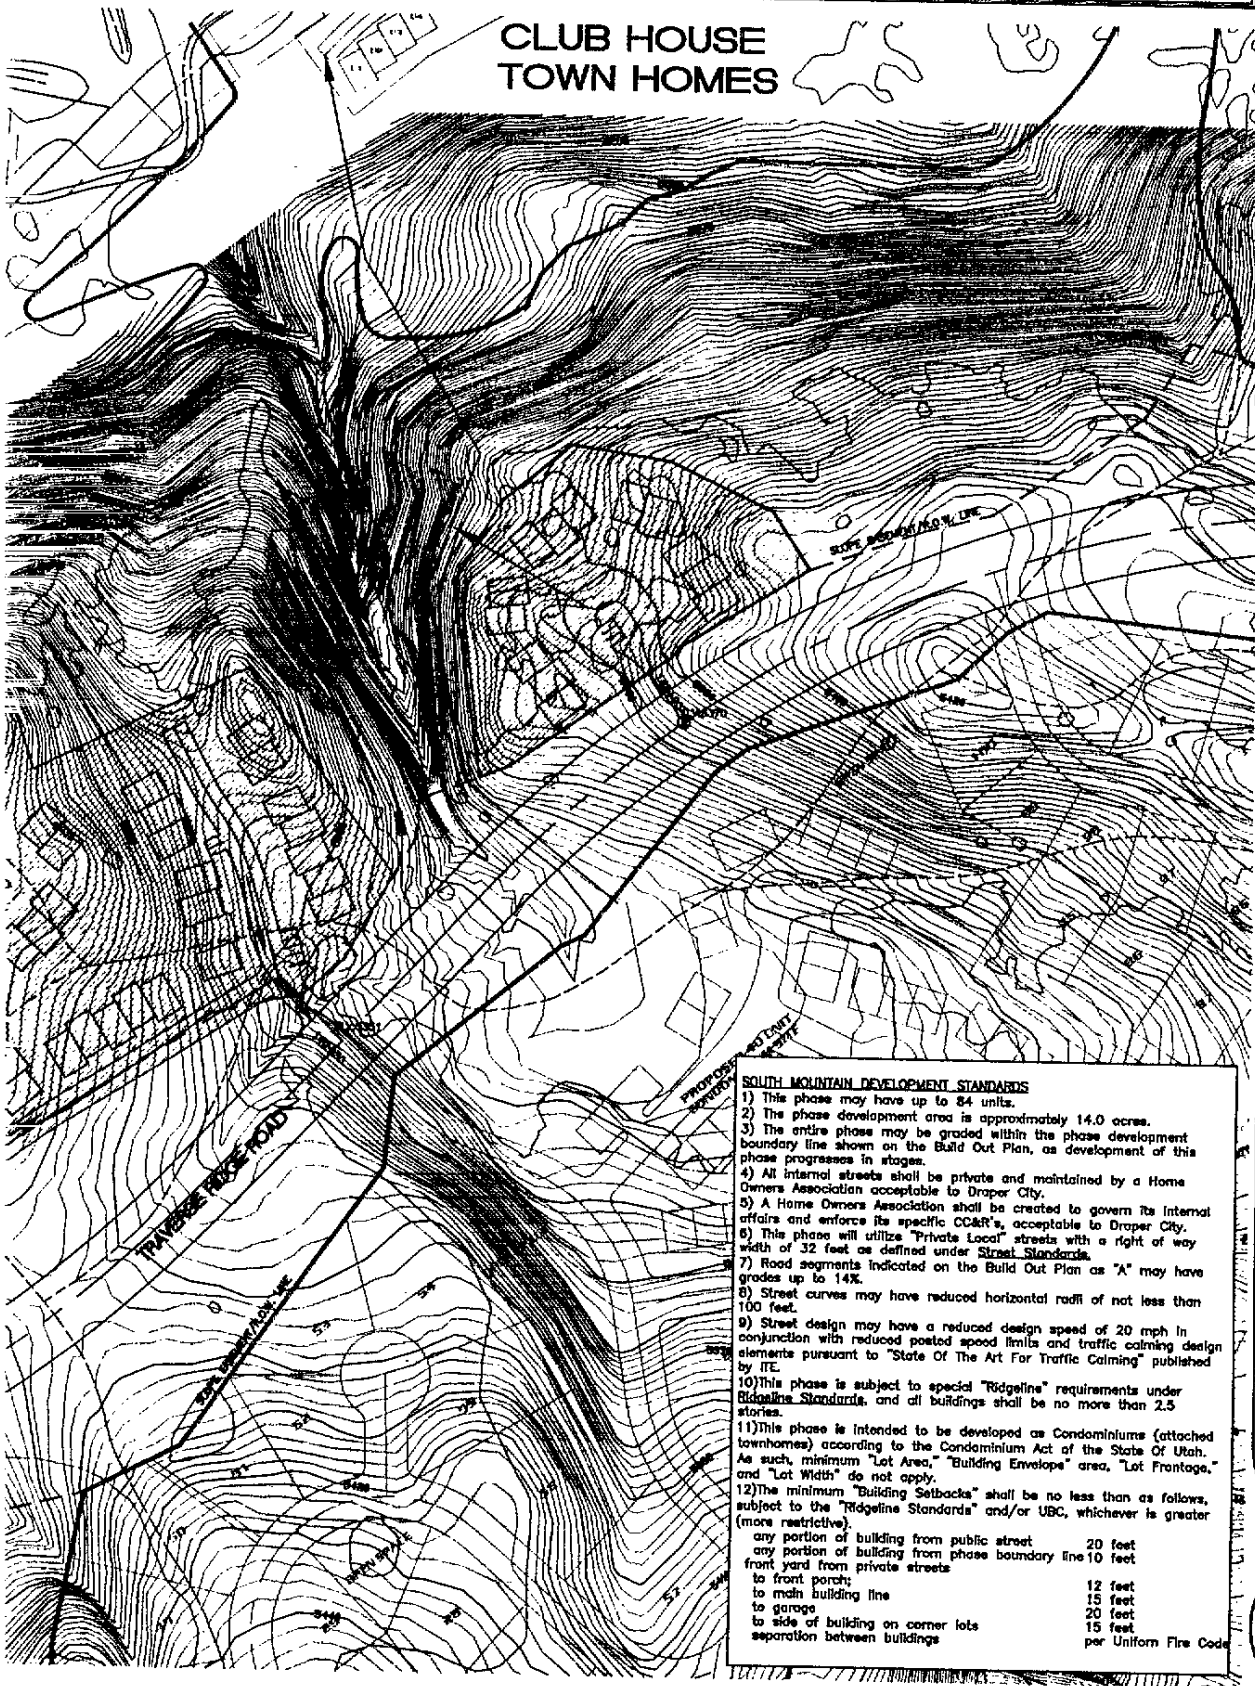 CLUB HOUSE
TOWN HOMES
SLOPE EASEMENT/R.O.W. LINE
TRAVERSE RIDGE ROAD
SLOPE EASEMENT/R.O.W. LINE
OPEN SPACE
SOUTH MOUNTAIN DEVELOPMENT STANDARDS
1) This phase may have up to 84 units.
2) The phase development area is approximately 14.0 acres.
3) The entire phase may be graded within the phase development
boundary line shown on the Build Out Plan, as development of this
phase progresses in stages.
4) All internal streets shall be private and maintained by a Home
Owners Association acceptable to Draper City.
5) A Home Owners Association shall be created to govern its internal
affairs and enforce its specific CC&R's, acceptable to Draper City.
6) This phase will utilize "Private Local" streets with a right of way
width of 32 feet as defined under Street Standards.
7) Road segments indicated on the Build Out Plan as "A" may have
grades up to 14%.
8) Street curves may have reduced horizontal radii of not less than
100 feet.
9) Street design may have a reduced design speed of 20 mph in
conjunction with reduced posted speed limits and traffic calming design
elements pursuant to "State Of The Art For Traffic Calming" published
by ITE.
10)This phase is subject to special "Ridgeline" requirements under
Ridgeline Standards, and all buildings shall be no more than 2.5
stories.
11)This phase is intended to be developed as Condominiums (attached
townhomes) according to the Condominium Act of the State Of Utah.
As such, minimum "Lot Area," "Building Envelope" area, "Lot Frontage,"
and "Lot Width" do not apply.
12)The minimum "Building Setbacks" shall be no less than as follows,
subject to the "Ridgeline Standards" and/or UBC, whichever is greater
(more restrictive).
any portion of building from public street 20 feet
any portion of building from phase boundary line 10 feet
front yard from private streets
to front porch; 12 feet
to main building line 15 feet
to garage 20 feet
to side of building on corner lots 15 feet
separation between buildings per Uniform Fire Code